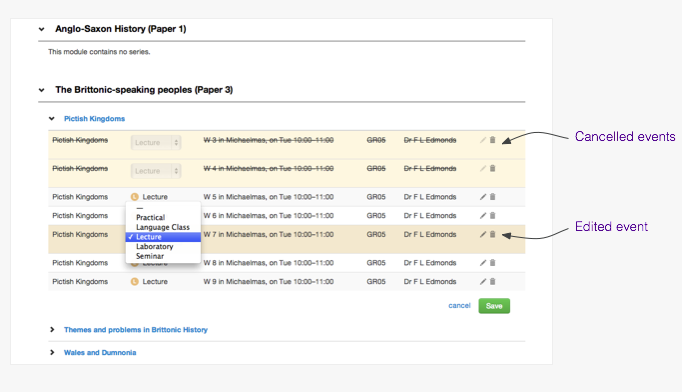 Anglo-Saxon History (Paper 1)
This module contains no series.
The Brittonic-speaking peoples (Paper 3)
Pictish Kingdoms
Pictish Kingdoms Lecture W 3 in Michaelmas, on Tue 10:00–11:00 GR05 Dr F L Edmonds
Cancelled events
Pictish Kingdoms Lecture W 4 in Michaelmas, on Tue 10:00–11:00 GR05 Dr F L Edmonds
Pictish Kingdoms L Lecture W 5 in Michaelmas, on Tue 10:00–11:00 GR05 Dr F L Edmonds
—
Pictish Kingdoms Practical W 6 in Michaelmas, on Tue 10:00–11:00 GR05 Dr F L Edmonds
Language Class
Edited event
Pictish Kingdoms ✓ Lecture W 7 in Michaelmas, on Tue 10:00–11:00 GR05 Dr F L Edmonds
Laboratory
Seminar
Pictish Kingdoms Lecture W 8 in Michaelmas, on Tue 10:00–11:00 GR05 Dr F L Edmonds
Pictish Kingdoms L Lecture W 9 in Michaelmas, on Tue 10:00–11:00 GR05 Dr F L Edmonds
cancel Save
Themes and problems in Brittonic History
Wales and Dumnonia